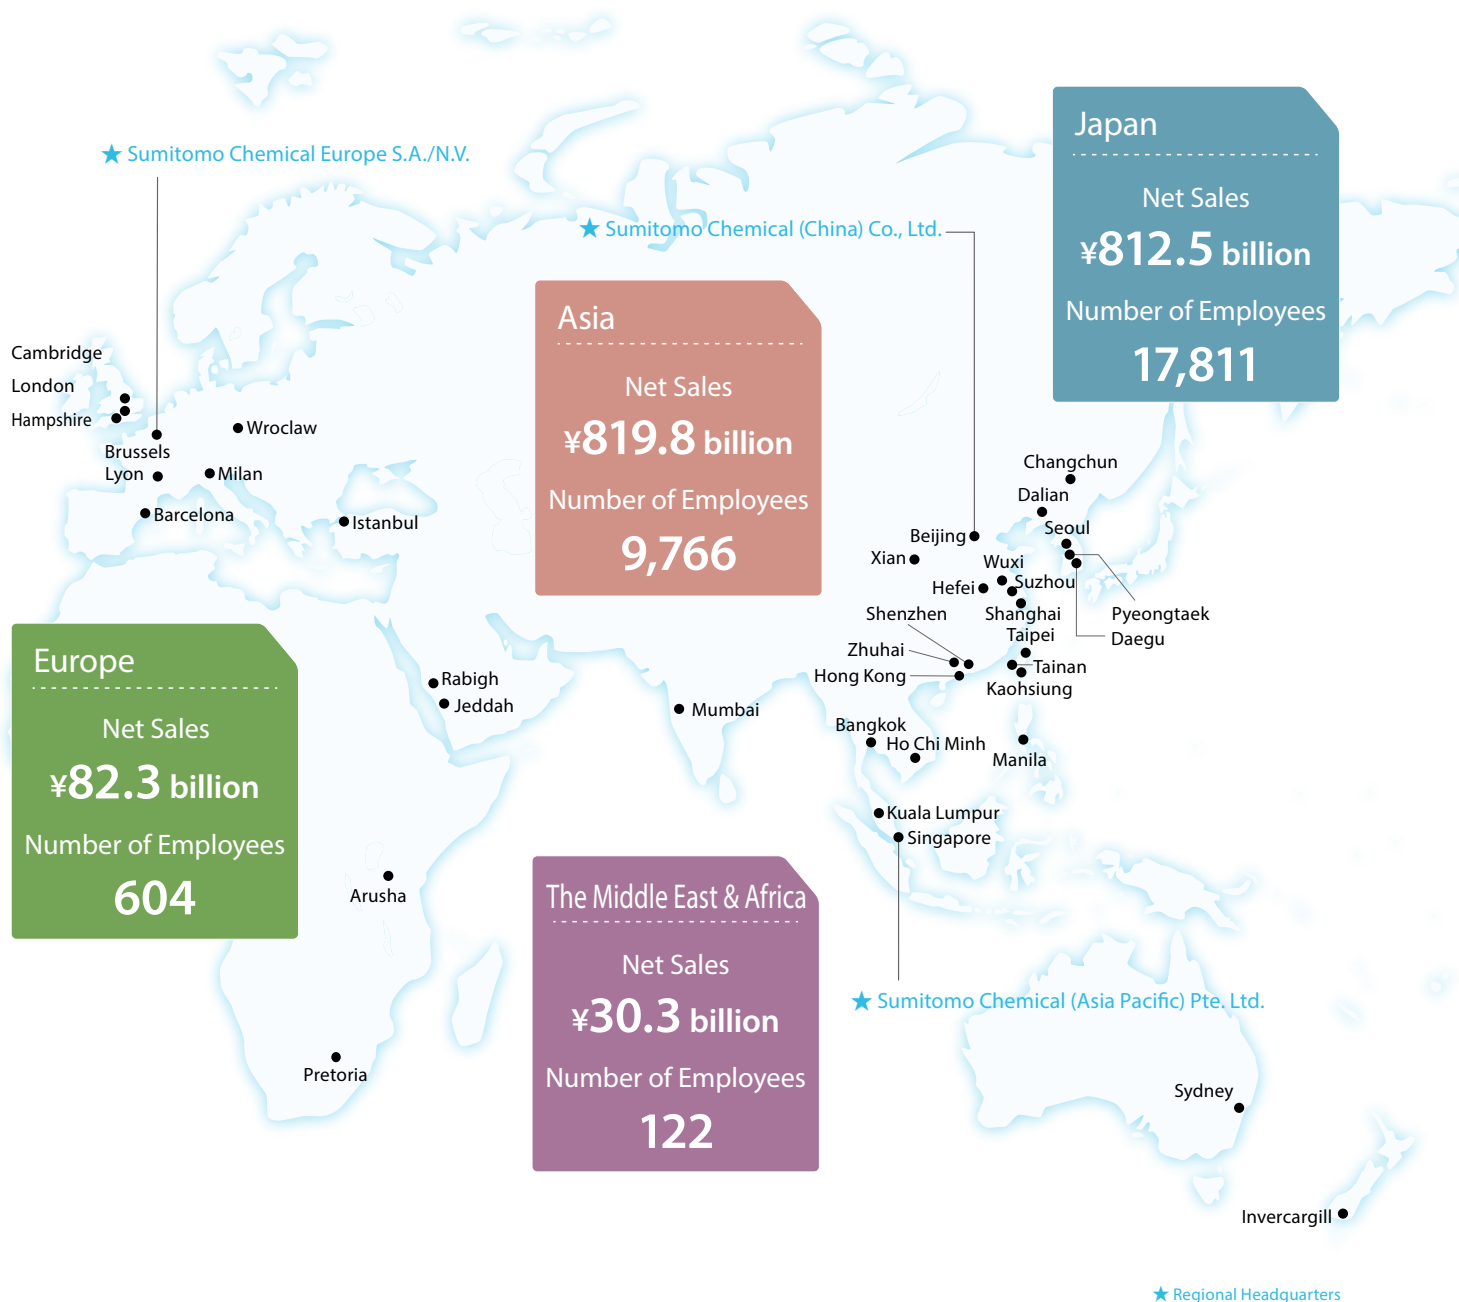 ★ Sumitomo Chemical Europe S.A./N.V.
★ Sumitomo Chemical (China) Co., Ltd.
Japan
Net Sales
¥812.5 billion
Number of Employees
17,811
Asia
Net Sales
¥819.8 billion
Number of Employees
9,766
Cambridge
London
Hampshire
Brussels
Lyon
Wroclaw
Milan
Barcelona
Istanbul
Changchun
Dalian
Seoul
Beijing
Xian
Wuxi
Hefei
Suzhou
Shenzhen
Shanghai
Pyeongtaek
Taipei
Daegu
Zhuhai
Tainan
Hong Kong
Kaohsiung
Europe
Net Sales
¥82.3 billion
Number of Employees
604
Rabigh
Jeddah
Mumbai
Bangkok
Ho Chi Minh
Manila
Kuala Lumpur
Singapore
Arusha
Pretoria
The Middle East & Africa
Net Sales
¥30.3 billion
Number of Employees
122
★ Sumitomo Chemical (Asia Pacific) Pte. Ltd.
Sydney
Invercargill
★ Regional Headquarters